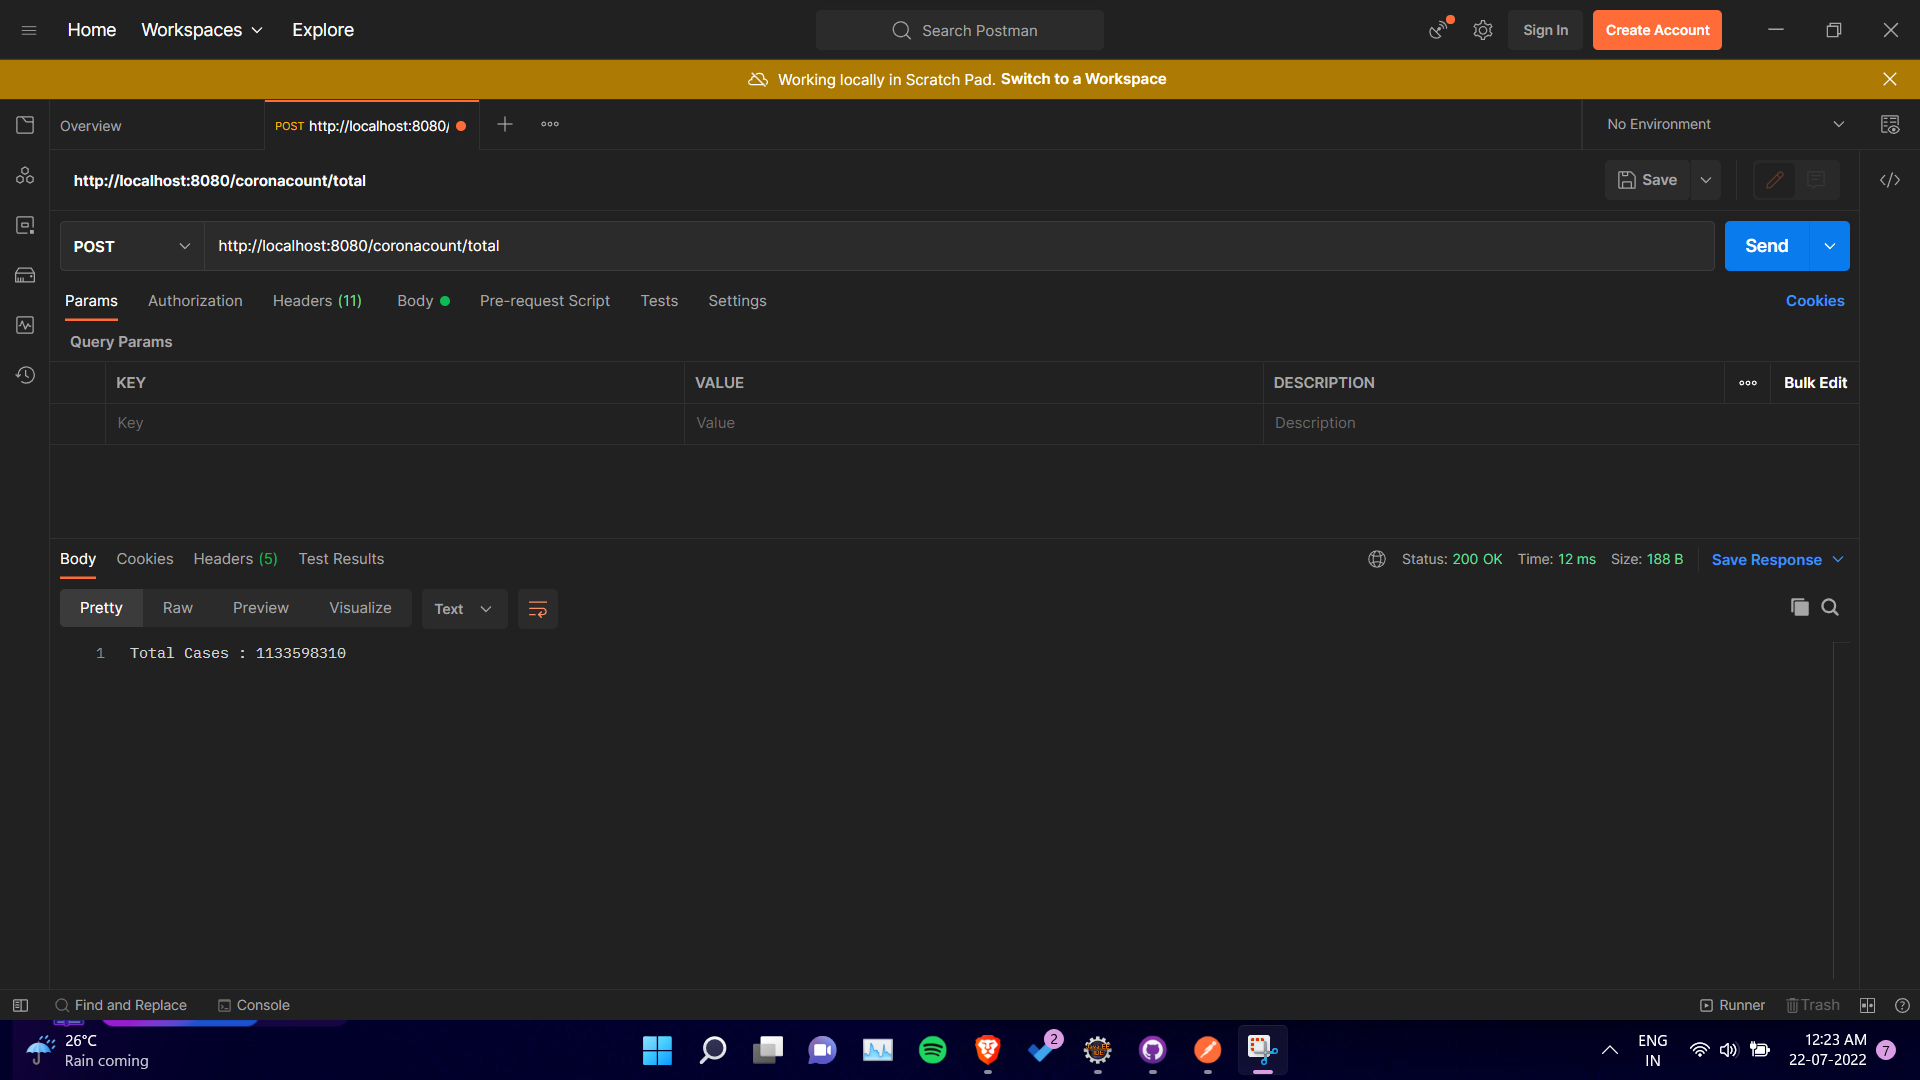 Home Workspaces Explore Search Postman Sign In Create Account
Working locally in Scratch Pad. Switch to a Workspace
Overview POST http://localhost:8080/ No Environment
http://localhost:8080/coronacount/total Save
POST http://localhost:8080/coronacount/total Send
Params Authorization Headers (11) Body Pre-request Script Tests Settings Cookies
Query Params
KEY VALUE DESCRIPTION Bulk Edit
Key Value Description
Body Cookies Headers (5) Test Results Status: 200 OK Time: 12 ms Size: 188 B Save Response
Pretty Raw Preview Visualize Text
1 Total Cases : 1133598310
Find and Replace Console Runner Trash
26°C
Rain coming
2
ENG
IN
12:23 AM
22-07-2022
7